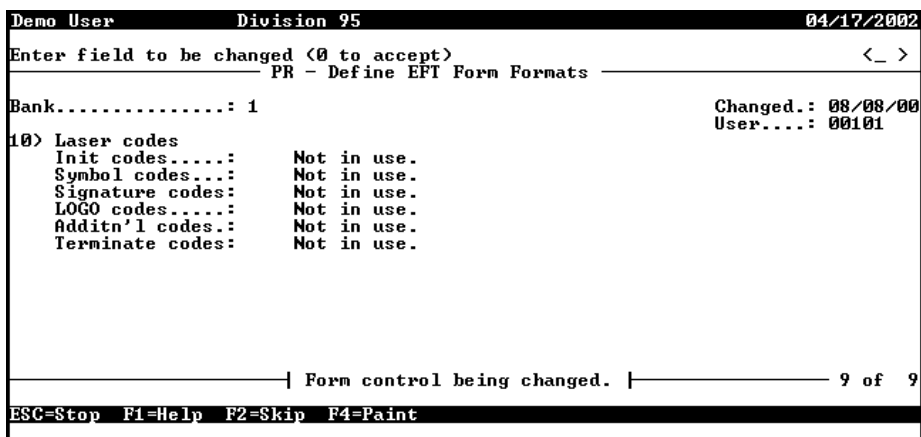 Demo User Division 95 04/17/2002
Enter field to be changed (0 to accept) <_ >
PR - Define EFT Form Formats
Bank...............: 1 Changed.: 08/08/00
User....: 00101
10> Laser codes
Init codes.....: Not in use.
Symbol codes...: Not in use.
Signature codes: Not in use.
LOGO codes.....: Not in use.
Additn'l codes.: Not in use.
Terminate codes: Not in use.
Form control being changed. 9 of 9
ESC=Stop F1=Help F2=Skip F4=Paint